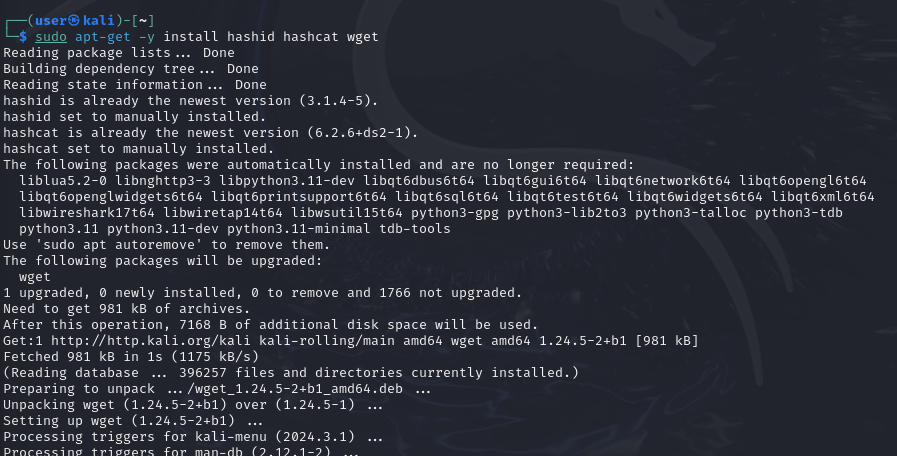 ┌──(user㉿kali)-[~]
└─$ sudo apt-get -y install hashid hashcat wget
Reading package lists... Done
Building dependency tree... Done
Reading state information... Done
hashid is already the newest version (3.1.4-5).
hashid set to manually installed.
hashcat is already the newest version (6.2.6+ds2-1).
hashcat set to manually installed.
The following packages were automatically installed and are no longer required:
  liblua5.2-0 libnghttp3-3 libpython3.11-dev libqt6dbus6t64 libqt6gui6t64 libqt6network6t64 libqt6opengl6t64
  libqt6openglwidgets6t64 libqt6printsupport6t64 libqt6sql6t64 libqt6test6t64 libqt6widgets6t64 libqt6xml6t64
  libwireshark17t64 libwiretap14t64 libwsutil15t64 python3-gpg python3-lib2to3 python3-talloc python3-tdb
  python3.11 python3.11-dev python3.11-minimal tdb-tools
Use 'sudo apt autoremove' to remove them.
The following packages will be upgraded:
  wget
1 upgraded, 0 newly installed, 0 to remove and 1766 not upgraded.
Need to get 981 kB of archives.
After this operation, 7168 B of additional disk space will be used.
Get:1 http://http.kali.org/kali kali-rolling/main amd64 wget amd64 1.24.5-2+b1 [981 kB]
Fetched 981 kB in 1s (1175 kB/s)
(Reading database ... 396257 files and directories currently installed.)
Preparing to unpack .../wget_1.24.5-2+b1_amd64.deb ...
Unpacking wget (1.24.5-2+b1) over (1.24.5-1) ...
Setting up wget (1.24.5-2+b1) ...
Processing triggers for kali-menu (2024.3.1) ...
Processing triggers for man-db (2.12.1-2) ...